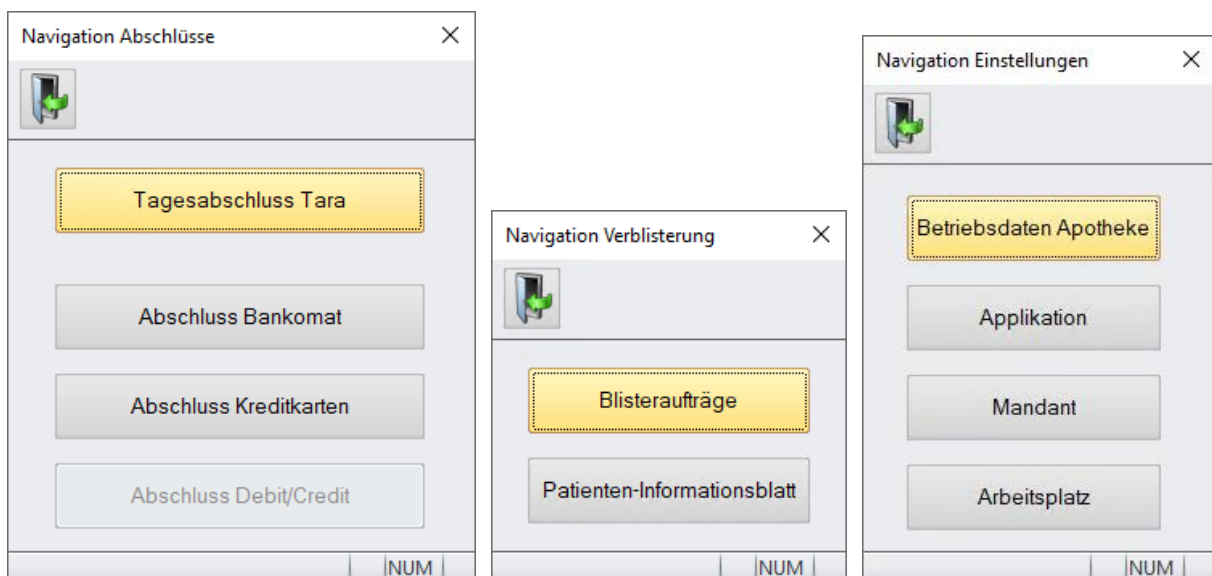 Navigation Abschlüsse
Tagesabschluss Tara
Abschluss Bankomat
Abschluss Kreditkarten
Abschluss Debit/Credit
NUM
Navigation Verblisterung
Blisteraufträge
Patienten-Informationsblatt
NUM
Navigation Einstellungen
Betriebsdaten Apotheke
Applikation
Mandant
Arbeitsplatz
NUM